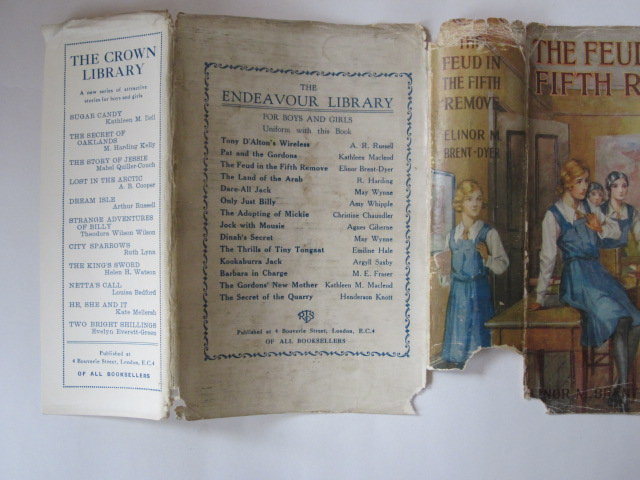 THE CROWN
LIBRARY
A new series of attractive
stories for boys and girls
SUGAR CANDY
Kathleen M. Bell
THE SECRET OF
OAKLANDS
M. Harding Kelly
THE STORY OF JESSIE
Mabel Quiller-Couch
LOST IN THE ARCTIC
A. B. Cooper
DREAM ISLE
Arthur Russell
STRANGE ADVENTURES
OF BILLY
Theodora Wilson Wilson
CITY SPARROWS
Ruth Lynn
THE KING'S SWORD
Helen H. Watson
NETTA'S CALL
Louisa Bedford
HE, SHE AND IT
Kate Mellersh
TWO BRIGHT SHILLINGS
Evelyn Everett-Green
Published at
4 Bouverie Street, London, E.C.4
OF ALL BOOKSELLERS
THE
ENDEAVOUR LIBRARY
FOR BOYS AND GIRLS
Uniform with this Book
Tony D'Alton's Wireless A. R. Russell
Pat and the Gordons Kathleen Macleod
The Feud in the Fifth Remove Elinor Brent-Dyer
The Land of the Arab R. Harding
Dare-All Jack May Wynne
Only Just Billy Amy Whipple
The Adopting of Mickie Christine Chaundler
Jock with Mousie Agnes Giberne
Dinah's Secret May Wynne
The Thrills of Tiny Tongsat Emiline Hale
Kookaburra Jack Argyll Saxby
Barbara in Charge M. E. Fraser
The Gordons' New Mother Kathleen M. Macleod
The Secret of the Quarry Henderson Knott
RTS
Published at 4 Bouverie Street, London, E.C.4
OF ALL BOOKSELLERS
THE
FEUD IN
THE FIFTH
REMOVE
ELINOR M.
BRENT-DYER
THE FEUD
FIFTH R